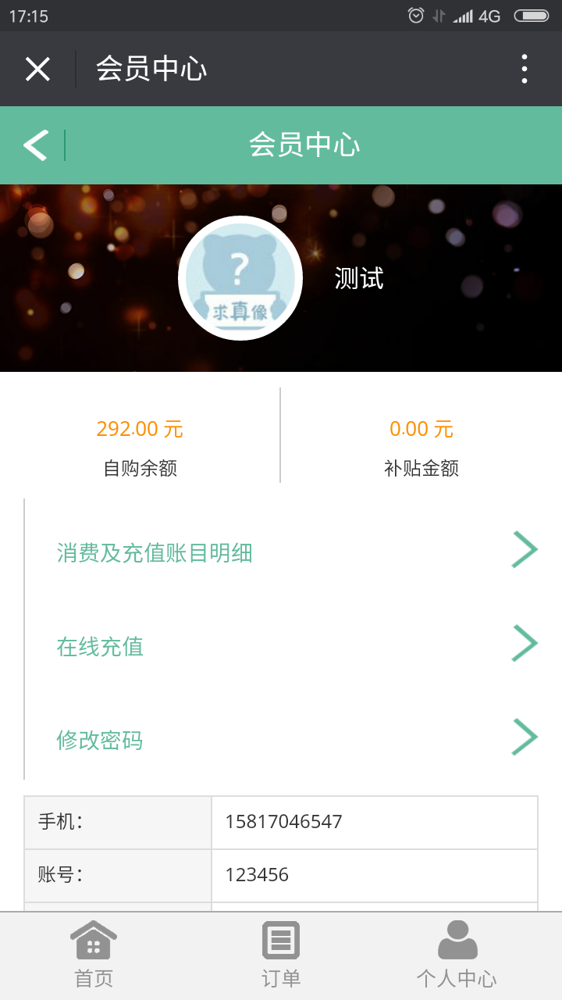 17:15 4G
会员中心
会员中心
求真像
?
测试
292.00 元
0.00 元
自购余额
补贴金额
消费及充值账目明细
在线充值
修改密码
手机: 15817046547
账号: 123456
首页 订单 个人中心